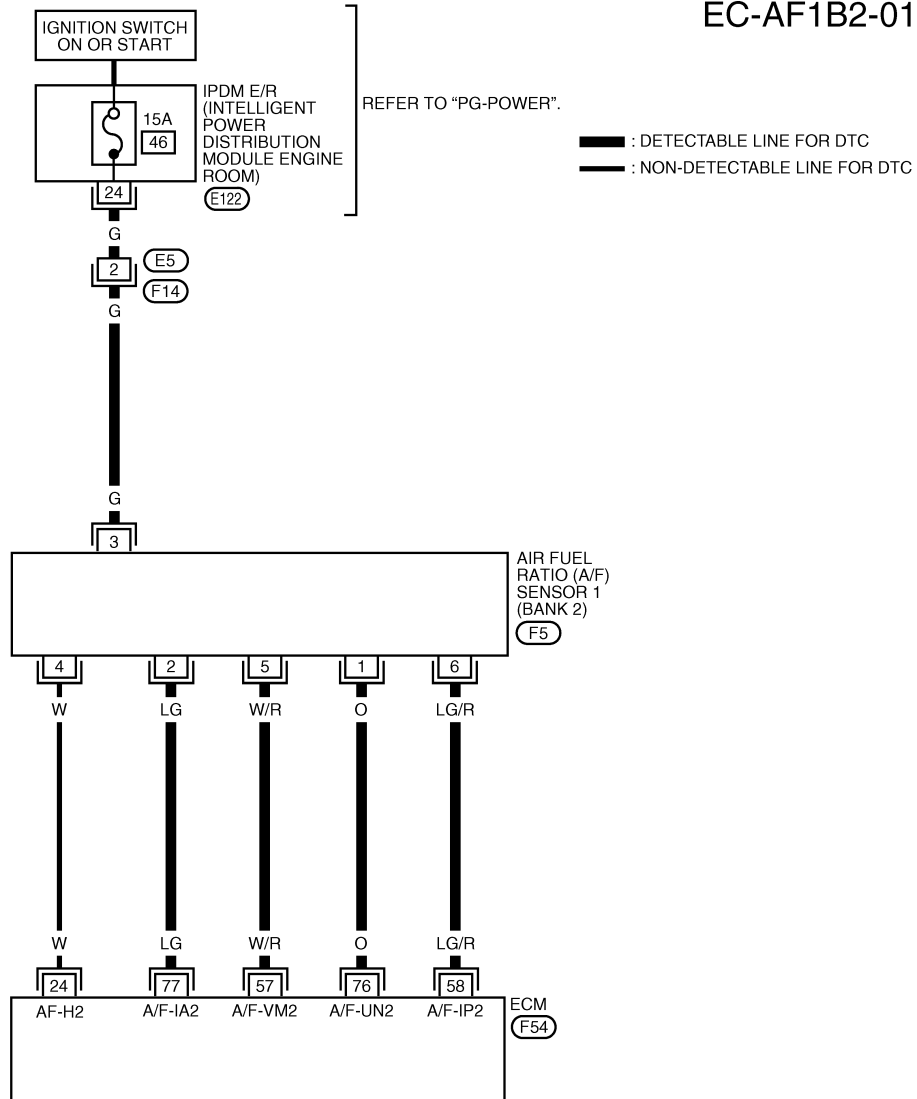 EC-AF1B2-01
IGNITION SWITCH
ON OR START
IPDM E/R
(INTELLIGENT
POWER
DISTRIBUTION
MODULE ENGINE
ROOM)
E122
15A
46
REFER TO “PG-POWER”.
: DETECTABLE LINE FOR DTC
: NON-DETECTABLE LINE FOR DTC
24
G
2
E5
F14
G
G
3
AIR FUEL
RATIO (A/F)
SENSOR 1
(BANK 2)
F5
4 2 5 1 6
W LG W/R O LG/R
W LG W/R O LG/R
24 77 57 76 58
AF-H2 A/F-IA2 A/F-VM2 A/F-UN2 A/F-IP2
ECM
F54